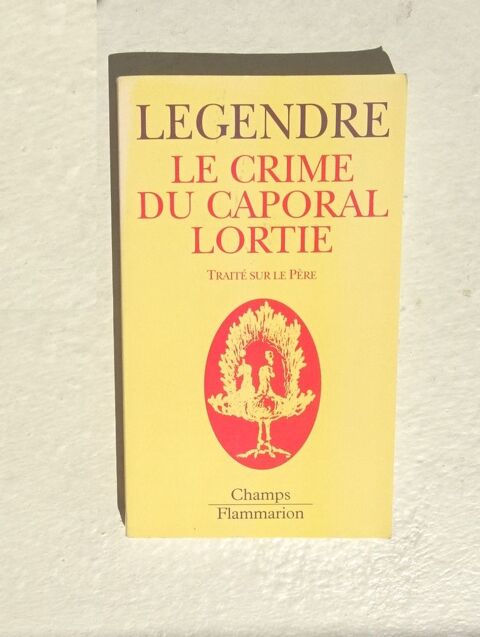 LEGENDRE
LE CRIME
DU CAPORAL
LORTIE
TRAITÉ SUR LE PÈRE
Champs
Flammarion